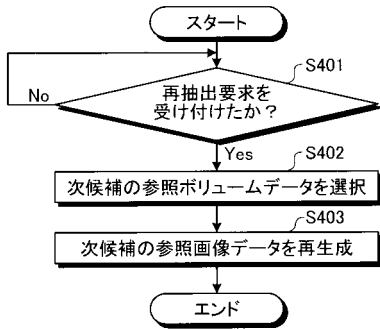 スタート
S401
再抽出要求を
受け付けたか？
No
Yes
S402
次候補の参照ボリュームデータを選択
S403
次候補の参照画像データを再生成
エンド